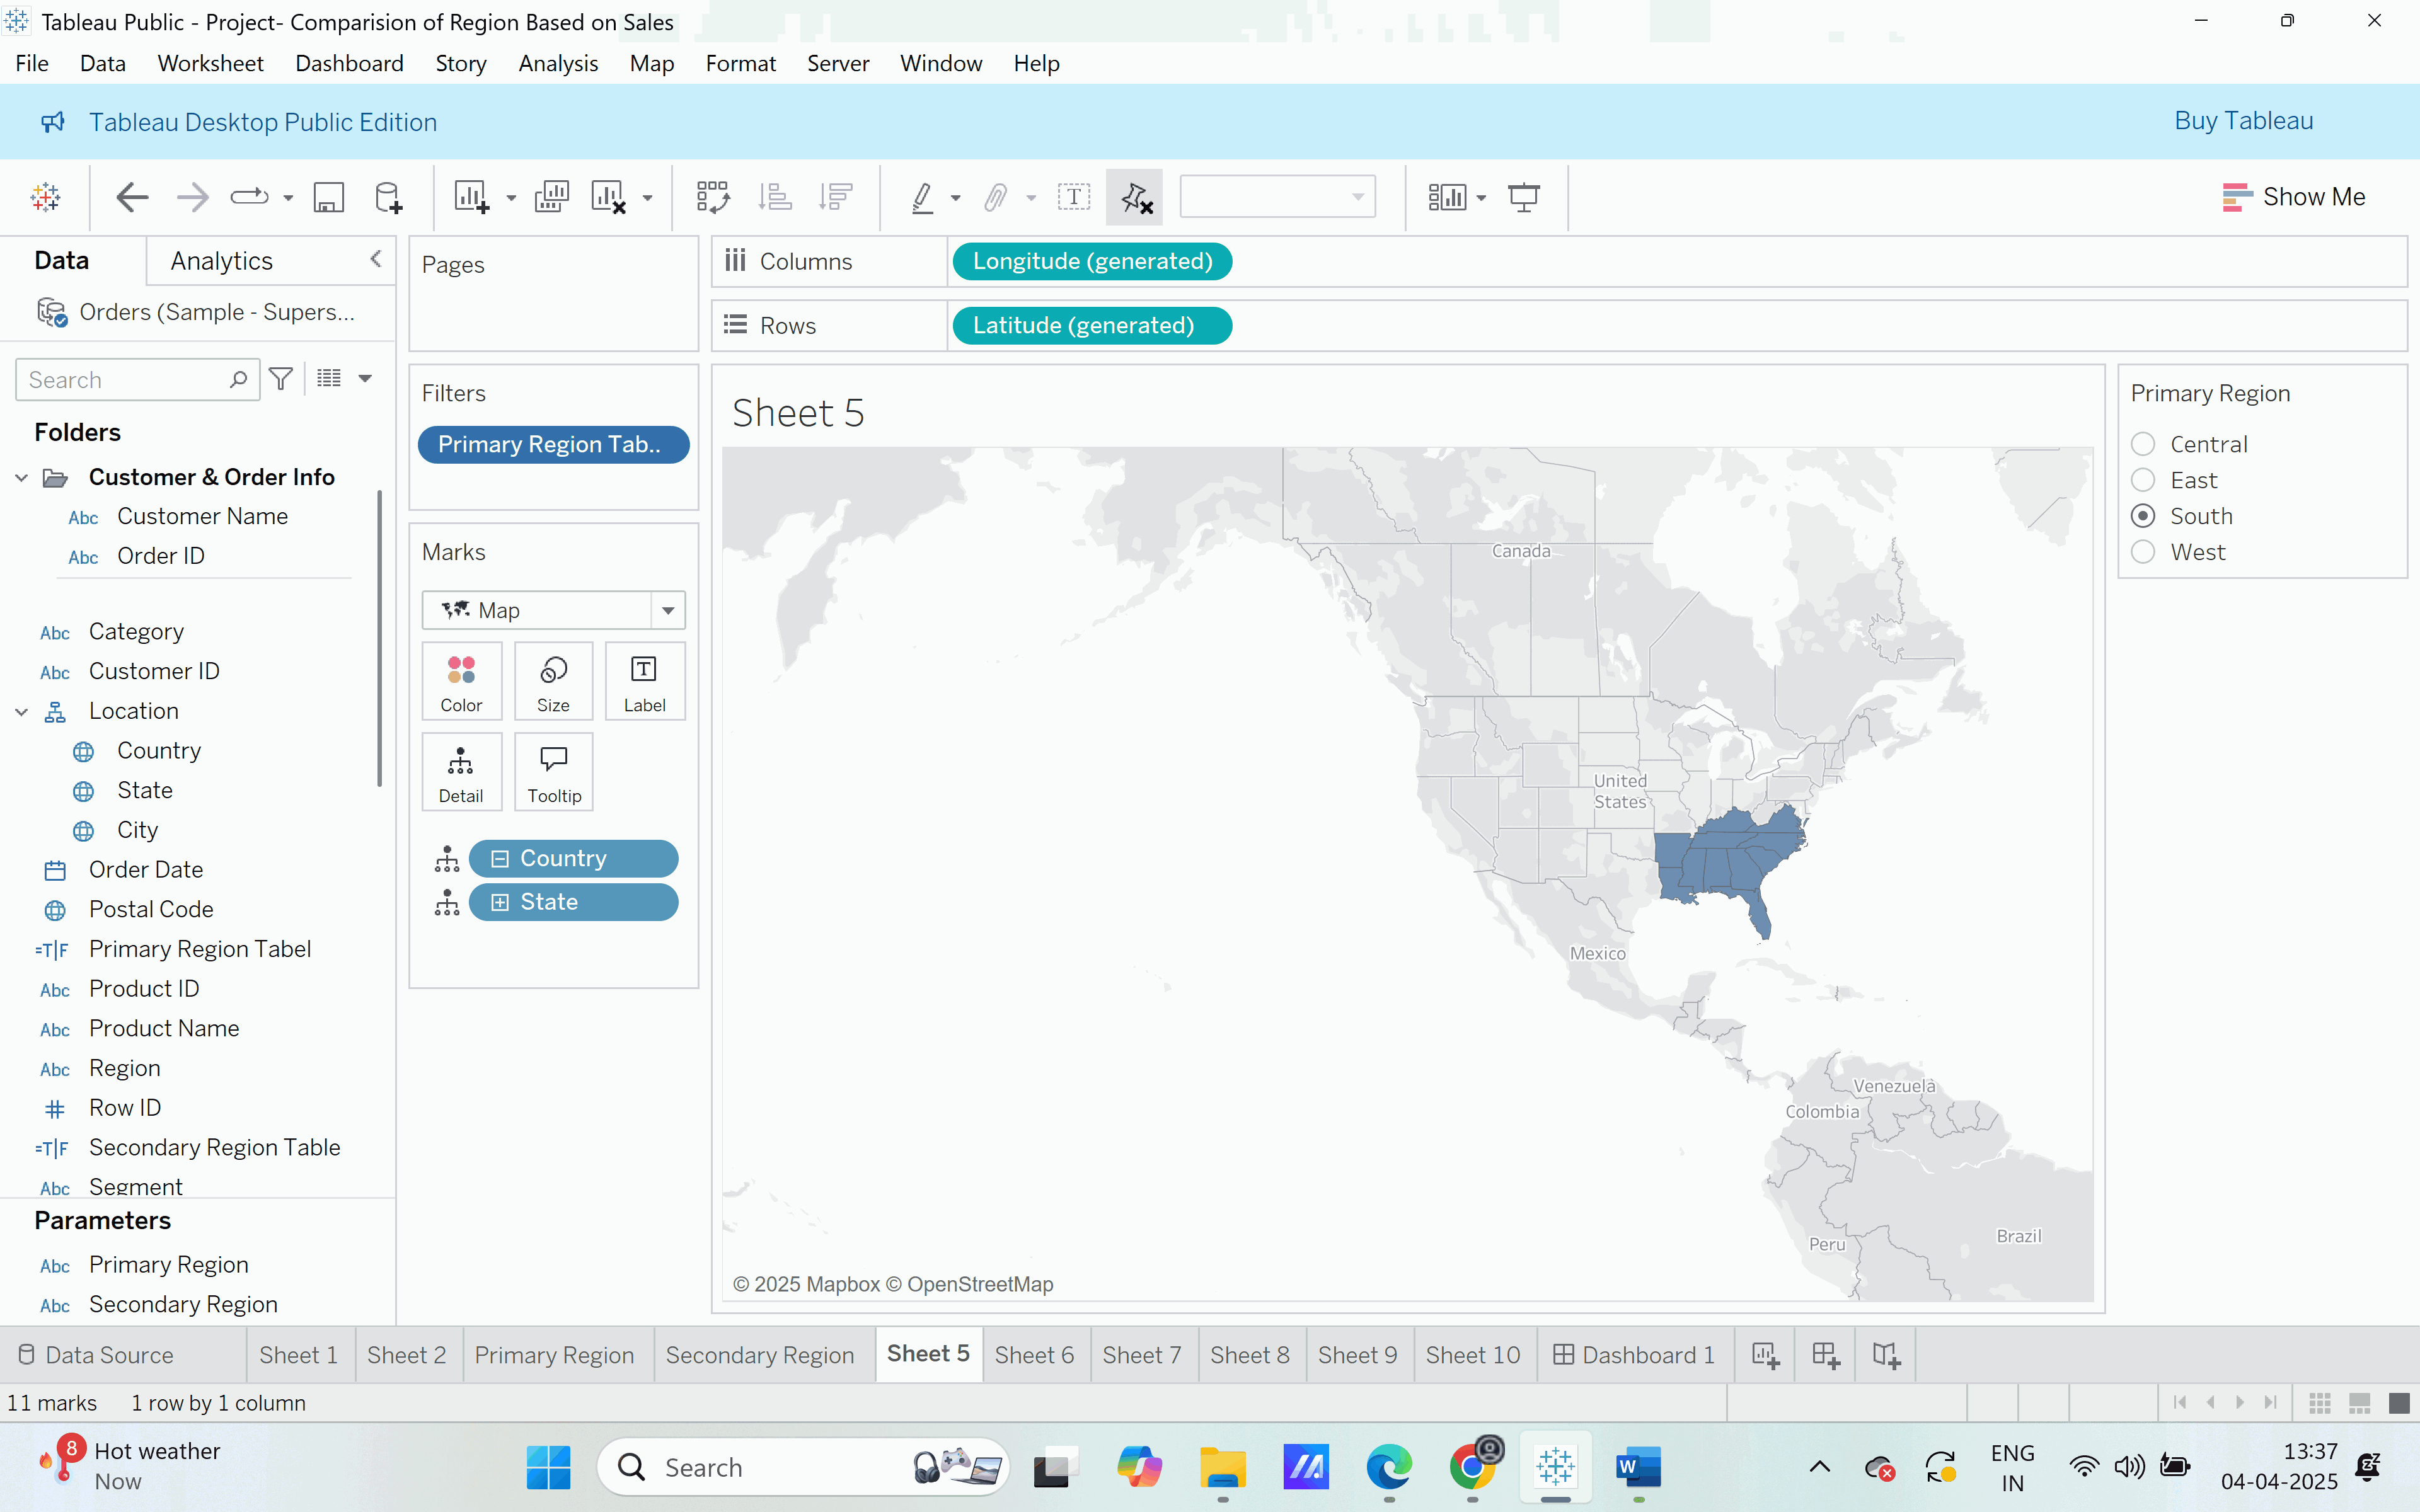 Tableau Public - Project- Comparision of Region Based on Sales
File Data Worksheet Dashboard Story Analysis Map Format Server Window Help
Tableau Desktop Public Edition
Buy Tableau
Show Me
Data
Analytics
Orders (Sample - Supers...
Search
Folders
Customer & Order Info
Abc Customer Name
Abc Order ID
Abc Category
Abc Customer ID
Location
Country
State
City
Order Date
Postal Code
=T|F Primary Region Tabel
Abc Product ID
Abc Product Name
Abc Region
# Row ID
=T|F Secondary Region Table
Abc Segment
Parameters
Abc Primary Region
Abc Secondary Region
Pages
Filters
Primary Region Tab..
Marks
Map
Color Size Label
Detail Tooltip
Country
State
Columns Longitude (generated)
Rows Latitude (generated)
Sheet 5
Canada
United
States
Mexico
Venezuela
Colombia
Peru
Brazil
© 2025 Mapbox © OpenStreetMap
Primary Region
Central
East
South
West
Data Source Sheet 1 Sheet 2 Primary Region Secondary Region Sheet 5 Sheet 6 Sheet 7 Sheet 8 Sheet 9 Sheet 10 Dashboard 1
11 marks 1 row by 1 column
8
Hot weather
Now
Search
W
ENG
IN
13:37
04-04-2025